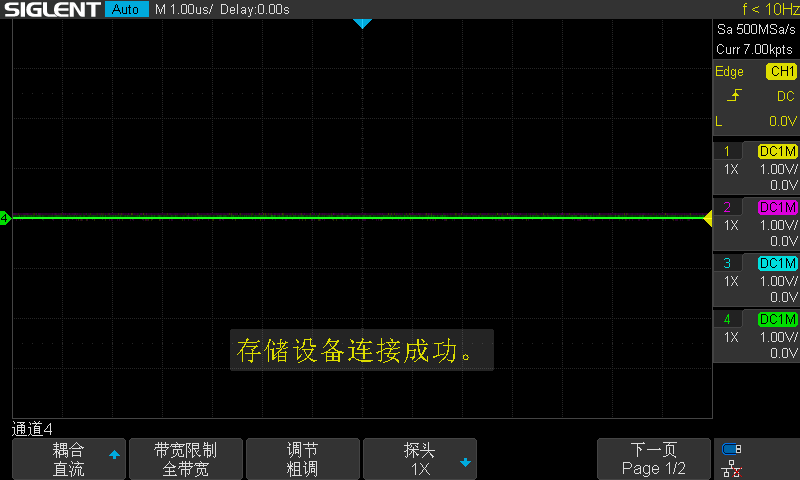 SIGLENT Auto M 1.00us/ Delay:0.00s f < 10Hz
Sa 500MSa/s
Curr 7.00kpts
Edge CH1
DC
L 0.0V
1 DC1M
1X 1.00V/
0.0V
2 DC1M
1X 1.00V/
0.0V
3 DC1M
1X 1.00V/
0.0V
4 DC1M
1X 1.00V/
0.0V
4
存储设备连接成功。
通道4
耦合
直流
带宽限制
全带宽
调节
粗调
探头
1X
下一页
Page 1/2